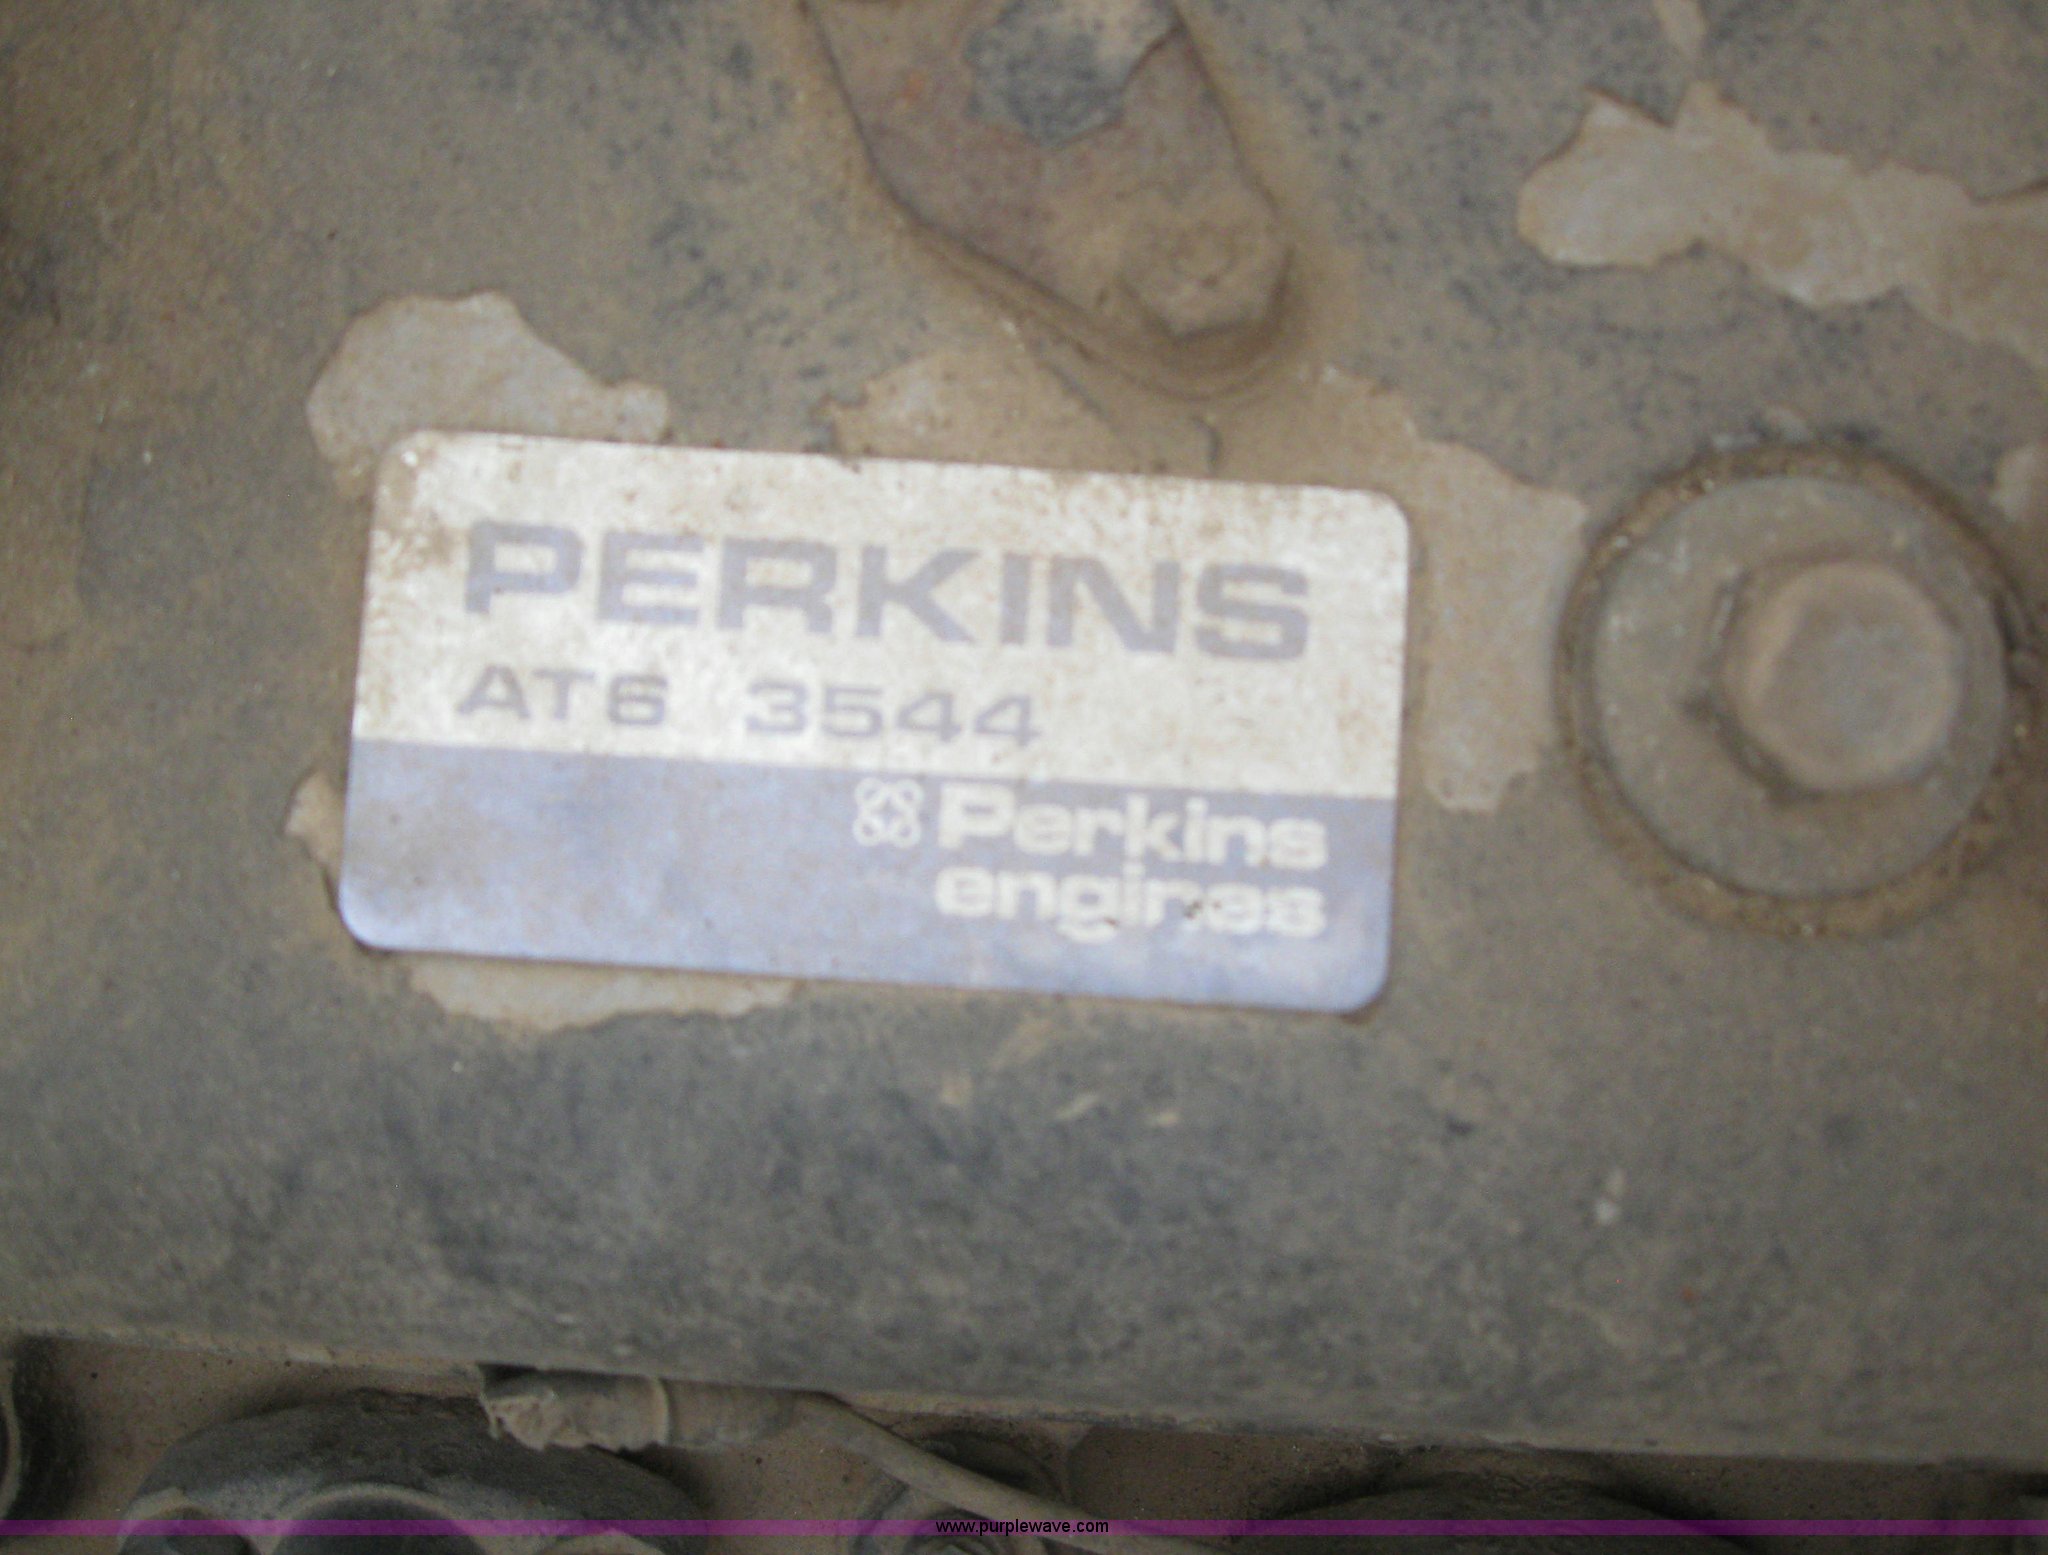 PERKINS
AT6 3544
Perkins
engines
www.purplewave.com